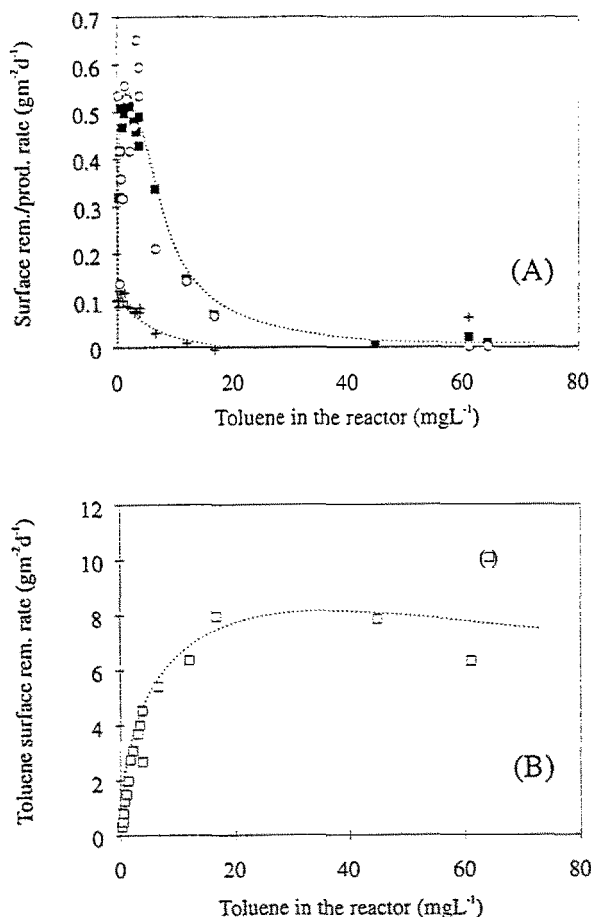 0.7
0.6
0.5
0.4
0.3
0.2
0.1
0
Surface rem./prod. rate (gm⁻²d⁻¹)
(A)
0 20 40 60 80
Toluene in the reactor (mgL⁻¹)
12
10
8
6
4
2
0
Toluene surface rem. rate (gm⁻²d⁻¹)
(B)
0 20 40 60 80
Toluene in the reactor (mgL⁻¹)